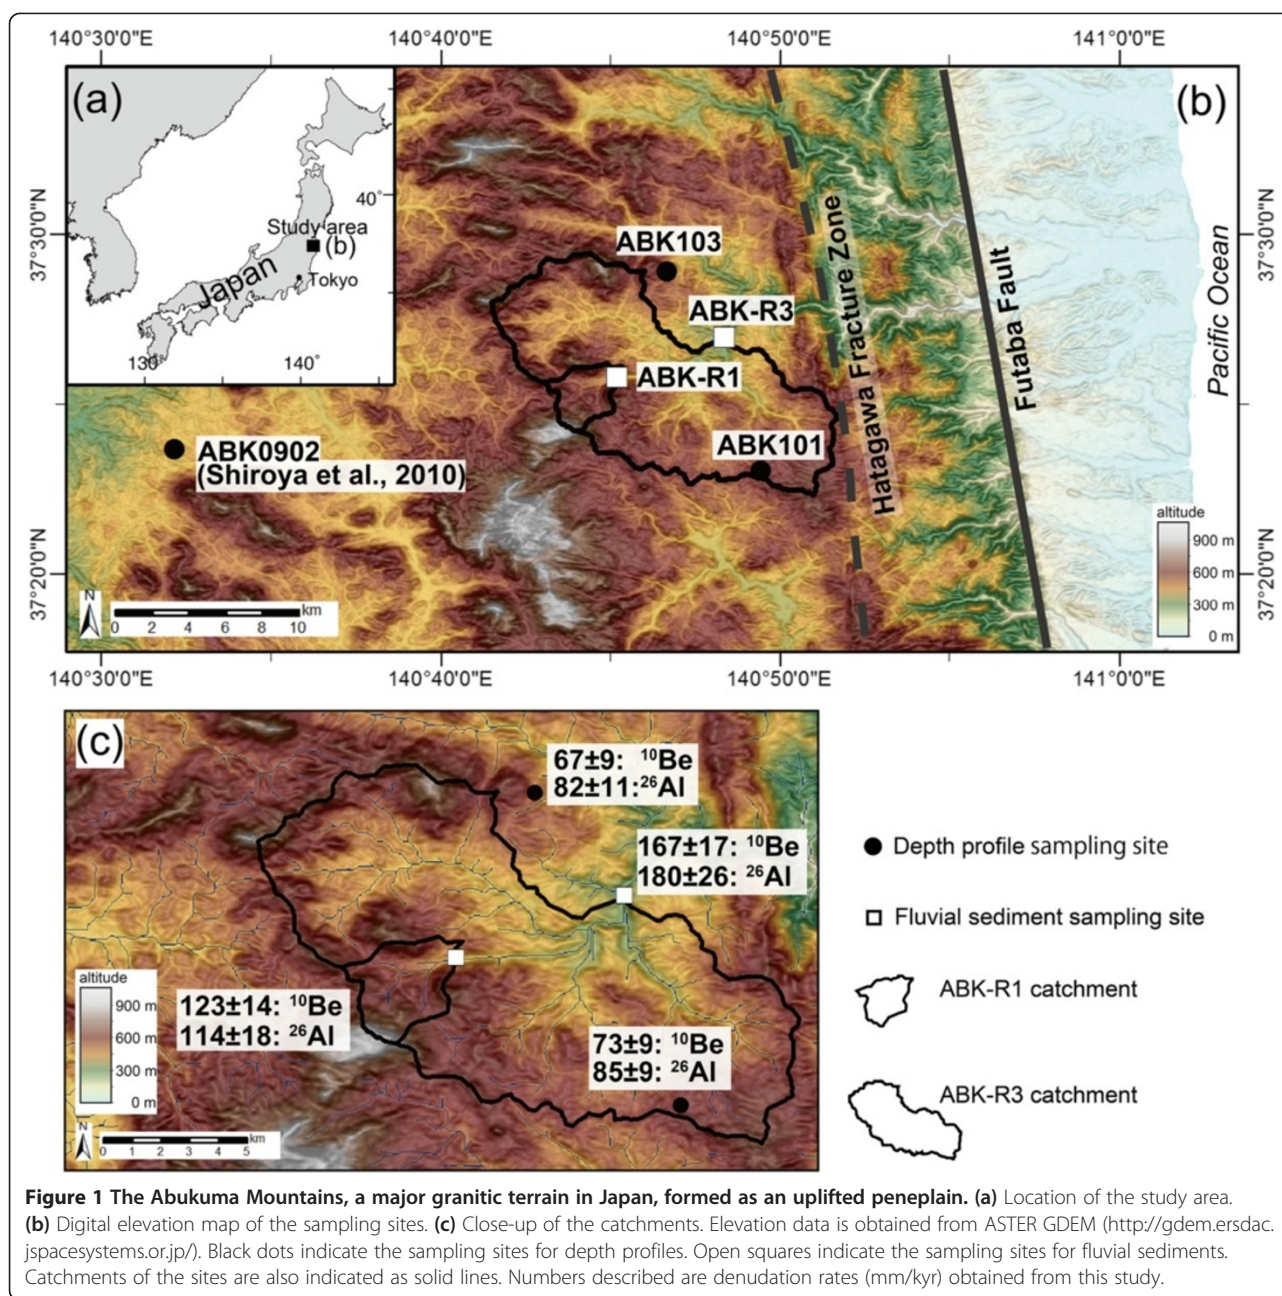 140°30'0"E 140°40'0"E 140°50'0"E 141°0'0"E
(a)
40°
Study area
(b)
Japan
Tokyo
130°
140°
(b)
37°30'0"N
37°30'0"N
ABK103
ABK-R3
ABK-R1
ABK101
ABK0902
(Shiroya et al., 2010)
Hatagawa Fracture Zone
Futaba Fault
Pacific Ocean
altitude
900 m
600 m
300 m
0 m
37°20'0"N
37°20'0"N
N
km
0 2 4 6 8 10
140°30'0"E 140°40'0"E 140°50'0"E 141°0'0"E
(c)
67±9: ¹⁰Be
82±11:²⁶Al
167±17: ¹⁰Be
180±26: ²⁶Al
123±14: ¹⁰Be
114±18: ²⁶Al
73±9: ¹⁰Be
85±9: ²⁶Al
altitude
900 m
600 m
300 m
0 m
N
km
0 1 2 3 4 5
Depth profile sampling site
Fluvial sediment sampling site
ABK-R1 catchment
ABK-R3 catchment
Figure 1 The Abukuma Mountains, a major granitic terrain in Japan, formed as an uplifted peneplain. (a) Location of the study area.
(b) Digital elevation map of the sampling sites. (c) Close-up of the catchments. Elevation data is obtained from ASTER GDEM (http://gdem.ersdac.
jspacesystems.or.jp/). Black dots indicate the sampling sites for depth profiles. Open squares indicate the sampling sites for fluvial sediments.
Catchments of the sites are also indicated as solid lines. Numbers described are denudation rates (mm/kyr) obtained from this study.